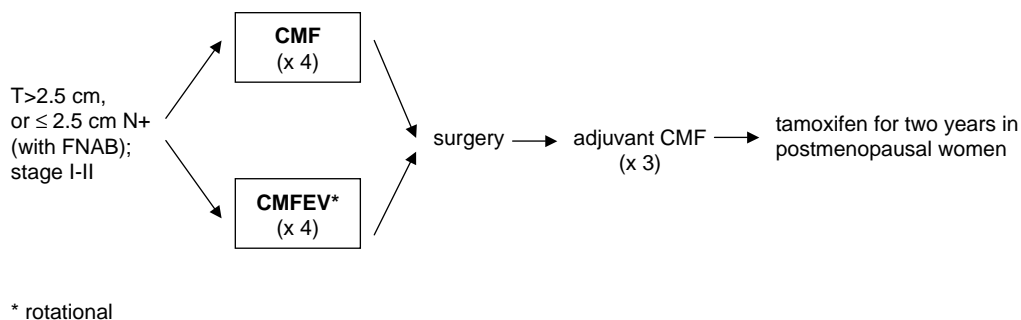 T>2.5 cm,
or ≤ 2.5 cm N+
(with FNAB);
stage I-II
CMF
(x 4)
CMFEV*
(x 4)
surgery
adjuvant CMF
(x 3)
tamoxifen for two years in
postmenopausal women
* rotational